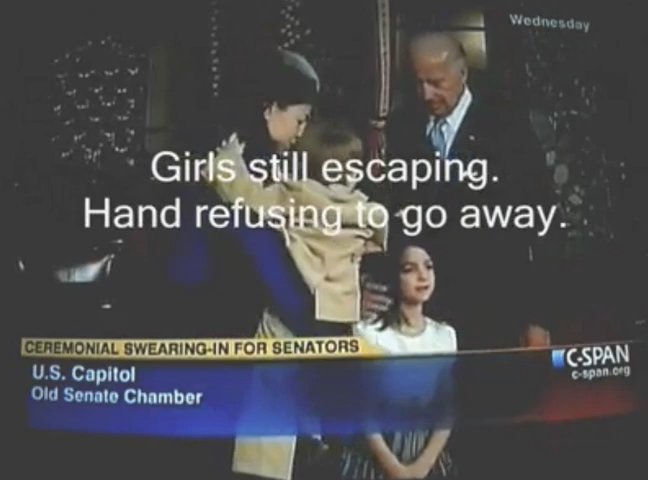 Wednesday
Girls still escaping.
Hand refusing to go away.
CEREMONIAL SWEARING-IN FOR SENATORS
U.S. Capitol
Old Senate Chamber
C-SPAN
c-span.org